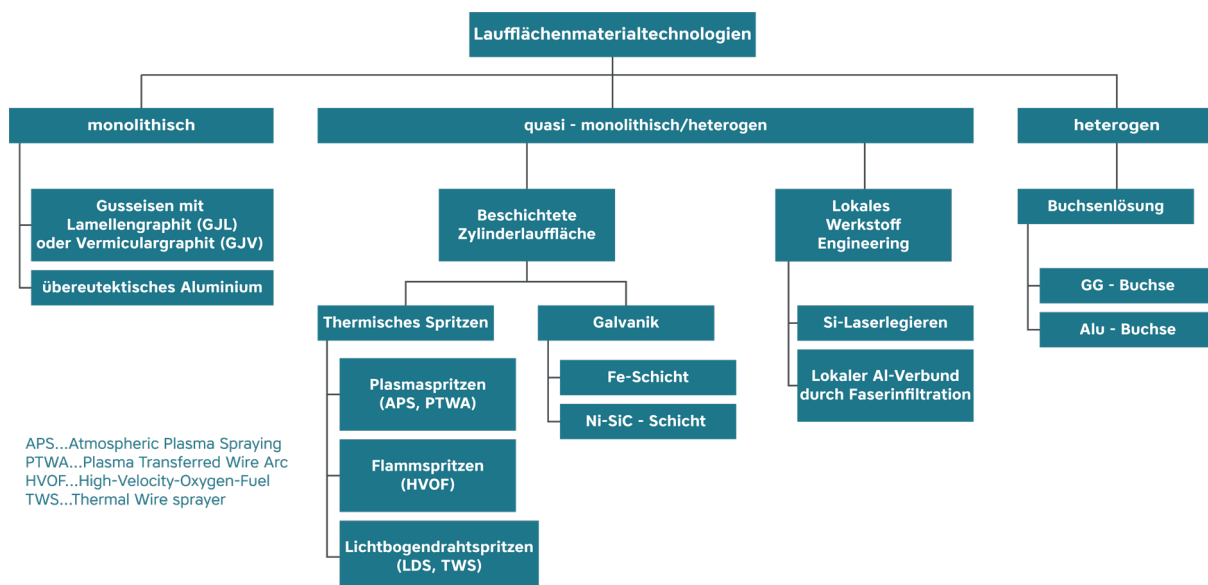 Laufflächenmaterialtechnologien
monolithisch
quasi - monolithisch/heterogen
heterogen
Gusseisen mit
Lamellengraphit (GJL)
oder Vermiculargraphit (GJV)
übereutektisches Aluminium
Beschichtete
Zylinderlauffläche
Lokales
Werkstoff
Engineering
Buchsenlösung
GG - Buchse
Alu - Buchse
Thermisches Spritzen
Galvanik
Si-Laserlegieren
Lokaler Al-Verbund
durch Faserinfiltration
Plasmaspritzen
(APS, PTWA)
Fe-Schicht
Ni-SiC - Schicht
Flammspritzen
(HVOF)
Lichtbogendrahtspritzen
(LDS, TWS)
APS...Atmospheric Plasma Spraying
PTWA...Plasma Transferred Wire Arc
HVOF...High-Velocity-Oxygen-Fuel
TWS...Thermal Wire sprayer